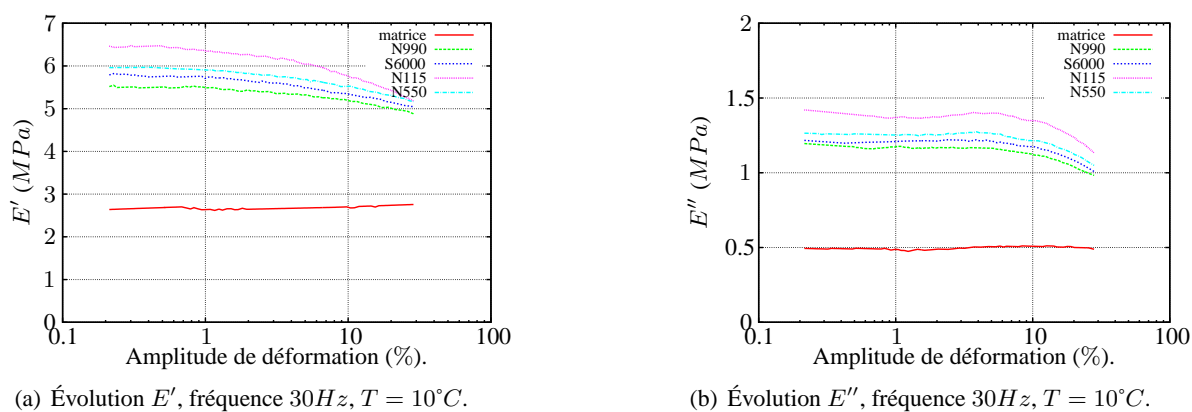 7
6
5
4
3
2
1
0
E′ (MPa)
matrice
N990
S6000
N115
N550
0.1
1
10
100
Amplitude de déformation (%).
(a) Évolution E′, fréquence 30Hz, T = 10°C.
2
1.5
1
0.5
0
E′′ (MPa)
matrice
N990
S6000
N115
N550
0.1
1
10
100
Amplitude de déformation (%).
(b) Évolution E′′, fréquence 30Hz, T = 10°C.